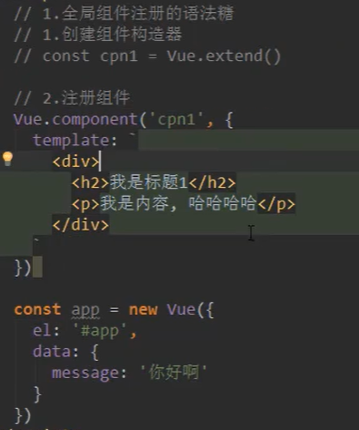 // 1.全局组件注册的语法糖
// 1.创建组件构造器
// const cpn1 = Vue.extend()
// 2.注册组件
Vue.component('cpn1', {
template: `
<div>
<h2>我是标题1</h2>
<p>我是内容, 哈哈哈哈</p>
</div>
`
})
const app = new Vue({
el: '#app',
data: {
message: '你好啊'
}
})